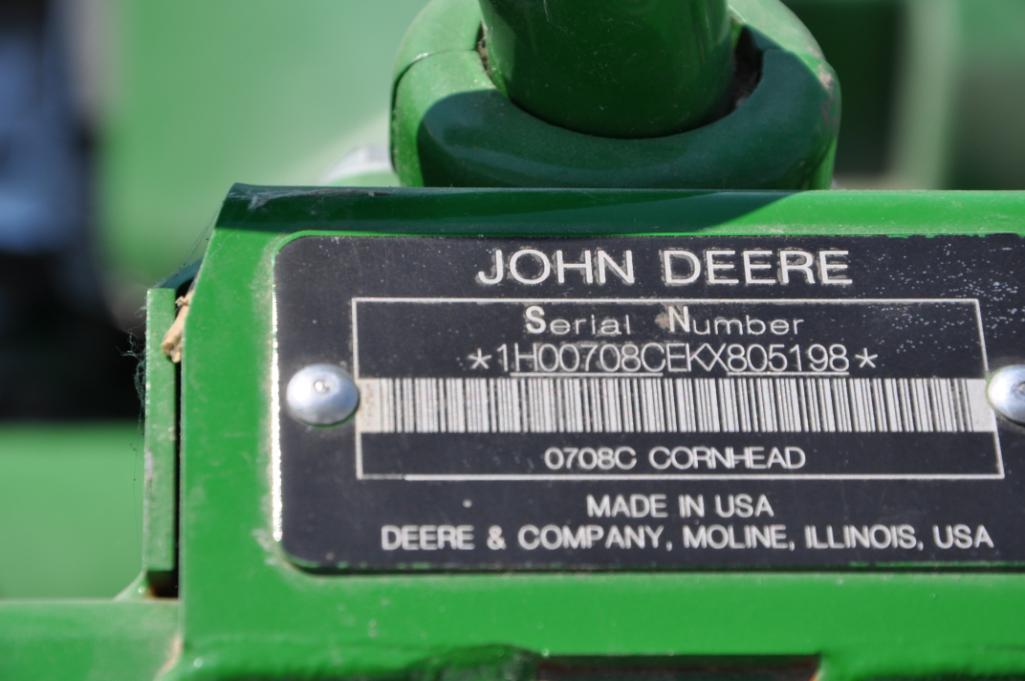 JOHN DEERE
Serial Number
*1H00708CEKX805198*
0708C CORNHEAD
MADE IN USA
DEERE & COMPANY, MOLINE, ILLINOIS, USA